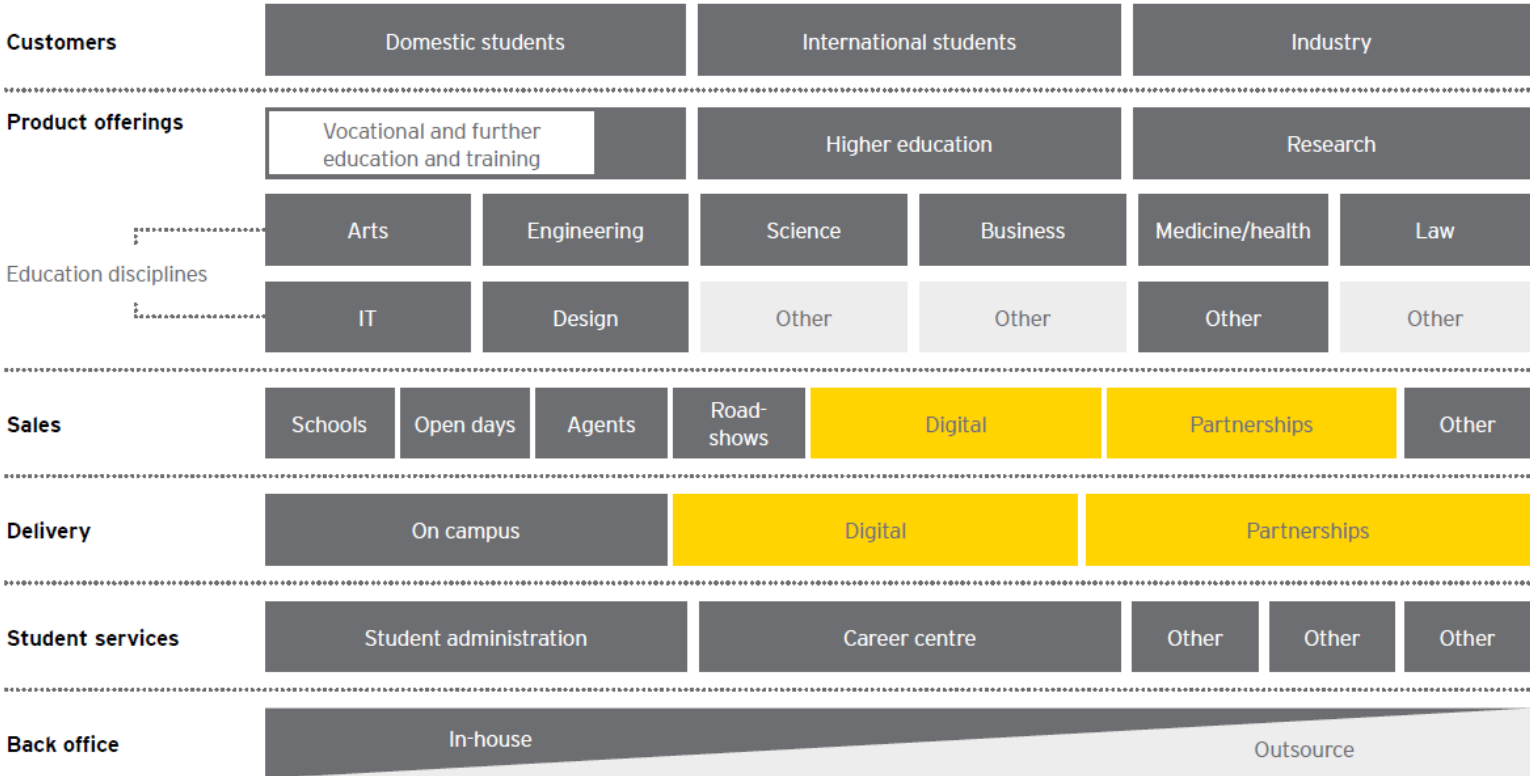 Customers
Domestic students
International students
Industry
Product offerings
Vocational and further
education and training
Higher education
Research
Education disciplines
Arts
Engineering
Science
Business
Medicine/health
Law
IT
Design
Other
Other
Other
Other
Sales
Schools
Open days
Agents
Road-
shows
Digital
Partnerships
Other
Delivery
On campus
Digital
Partnerships
Student services
Student administration
Career centre
Other
Other
Other
Back office
In-house
Outsource